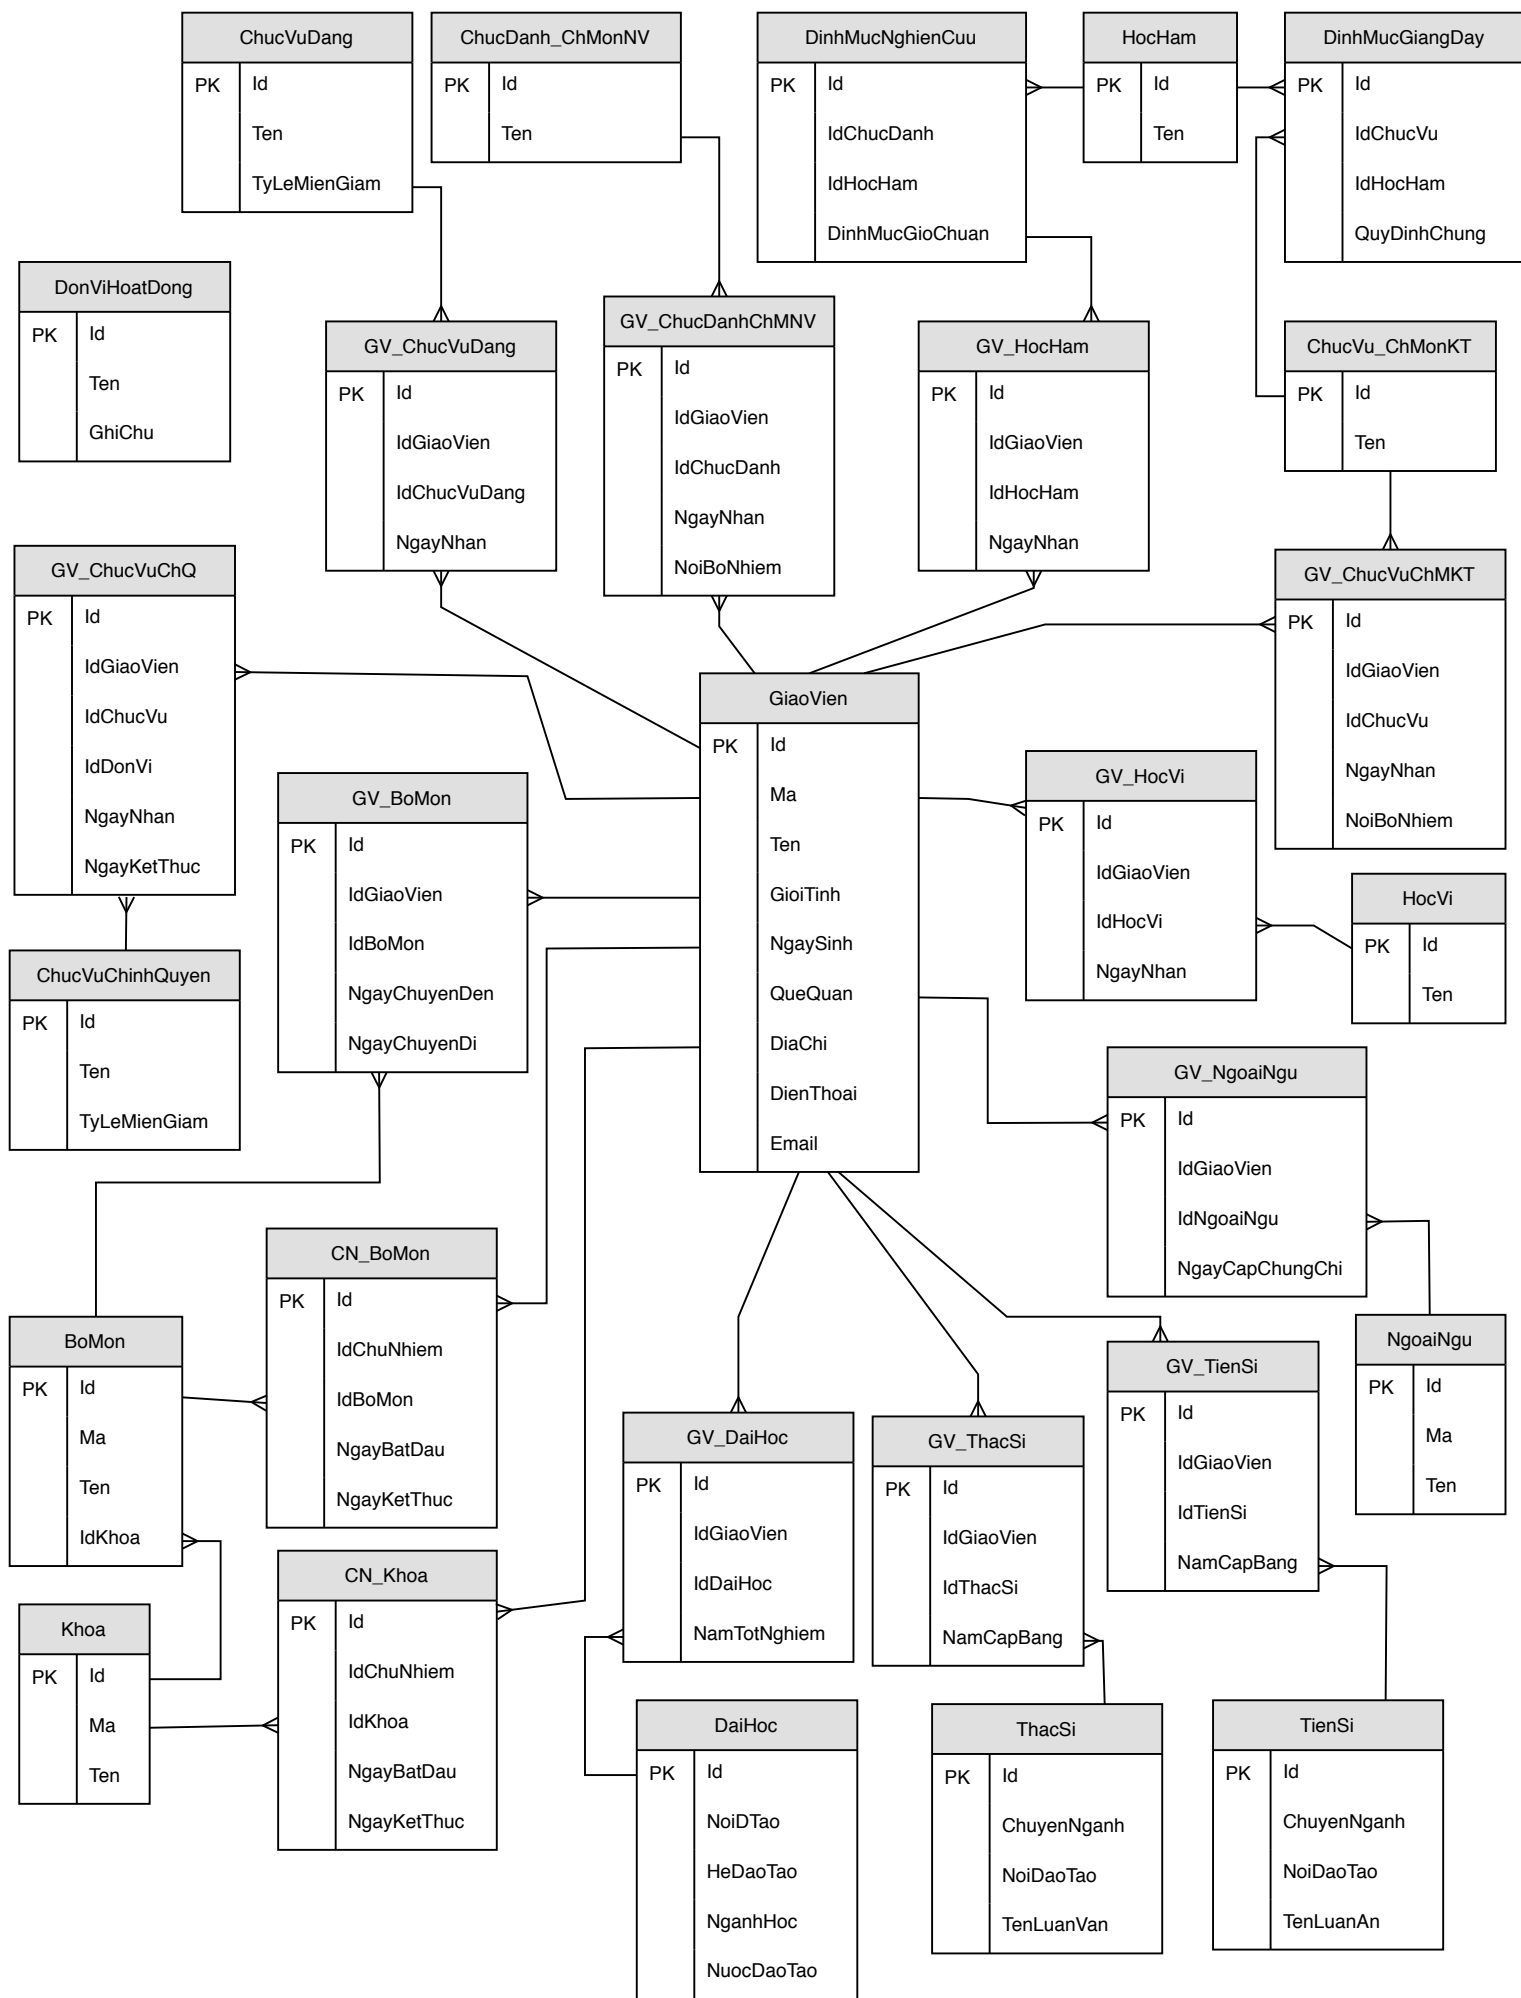 ChucVuDang
PK Id
Ten
TyLeMienGiam
ChucDanh_ChMonNV
PK Id
Ten
DinhMucNghienCuu
PK Id
IdChucDanh
IdHocHam
DinhMucGioChuan
HocHam
PK Id
Ten
DinhMucGiangDay
PK Id
IdChucVu
IdHocHam
QuyDinhChung
DonViHoatDong
PK Id
Ten
GhiChu
GV_ChucVuDang
PK Id
IdGiaoVien
IdChucVuDang
NgayNhan
GV_ChucDanhChMNV
PK Id
IdGiaoVien
IdChucDanh
NgayNhan
NoiBoNhiem
GV_HocHam
PK Id
IdGiaoVien
IdHocHam
NgayNhan
ChucVu_ChMonKT
PK Id
Ten
GV_ChucVuChQ
PK Id
IdGiaoVien
IdChucVu
IdDonVi
NgayNhan
NgayKetThuc
GV_ChucVuChMKT
PK Id
IdGiaoVien
IdChucVu
NgayNhan
NoiBoNhiem
GiaoVien
PK Id
Ma
Ten
GioiTinh
NgaySinh
QueQuan
DiaChi
DienThoai
Email
GV_BoMon
PK Id
IdGiaoVien
IdBoMon
NgayChuyenDen
NgayChuyenDi
GV_HocVi
PK Id
IdGiaoVien
IdHocVi
NgayNhan
HocVi
PK Id
Ten
ChucVuChinhQuyen
PK Id
Ten
TyLeMienGiam
GV_NgoaiNgu
PK Id
IdGiaoVien
IdNgoaiNgu
NgayCapChungChi
CN_BoMon
PK Id
IdChuNhiem
IdBoMon
NgayBatDau
NgayKetThuc
BoMon
PK Id
Ma
Ten
IdKhoa
NgoaiNgu
PK Id
Ma
Ten
GV_TienSi
PK Id
IdGiaoVien
IdTienSi
NamCapBang
GV_DaiHoc
PK Id
IdGiaoVien
IdDaiHoc
NamTotNghiem
GV_ThacSi
PK Id
IdGiaoVien
IdThacSi
NamCapBang
CN_Khoa
PK Id
IdChuNhiem
IdKhoa
NgayBatDau
NgayKetThuc
Khoa
PK Id
Ma
Ten
DaiHoc
PK Id
NoiDTao
HeDaoTao
NganhHoc
NuocDaoTao
ThacSi
PK Id
ChuyenNganh
NoiDaoTao
TenLuanVan
TienSi
PK Id
ChuyenNganh
NoiDaoTao
TenLuanAn